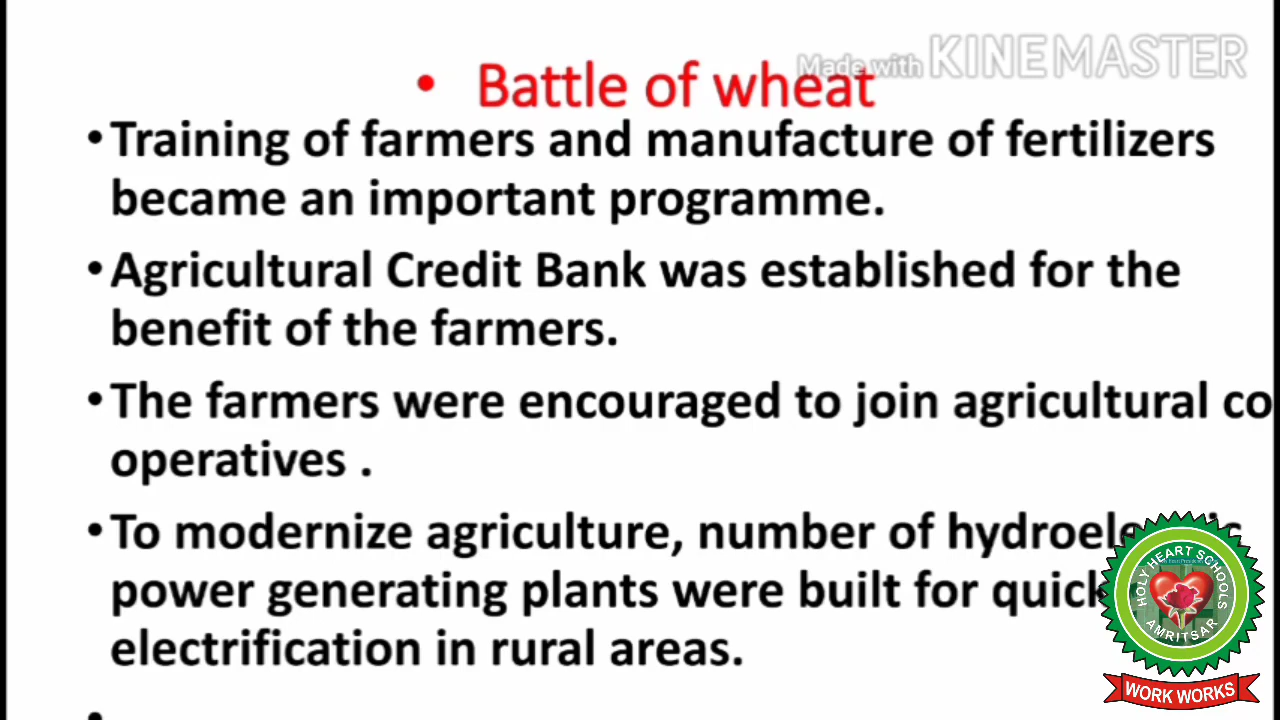 Made with KINEMASTER
• Battle of wheat
• Training of farmers and manufacture of fertilizers
became an important programme.
• Agricultural Credit Bank was established for the
benefit of the farmers.
• The farmers were encouraged to join agricultural co
operatives .
• To modernize agriculture, number of
power generating plants were built for
electrification in rural areas.
•
HOLY HEART SCHOOLS
AMRITSAR
WORK WORKS